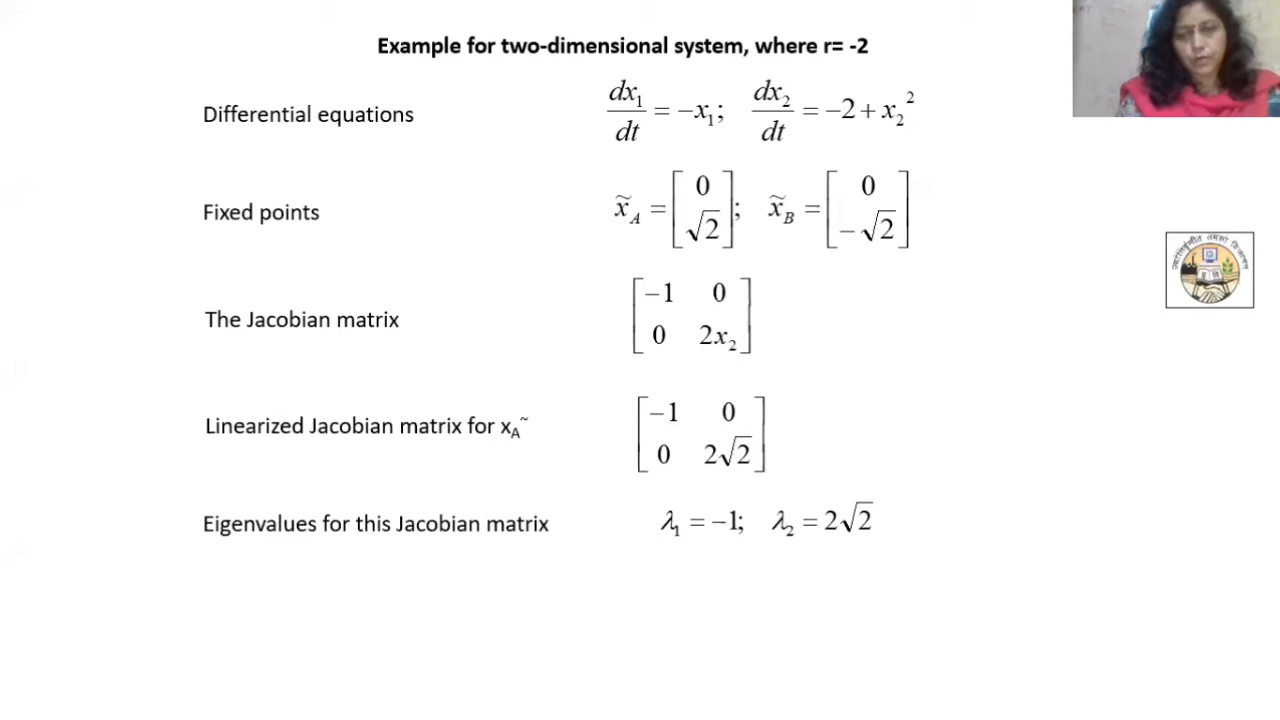 Example for two-dimensional system, where r= -2
Differential equations dx₁/dt = −x₁; dx₂/dt = −2 + x₂²
Fixed points x̃_A = [0; √2]; x̃_B = [0; −√2]
The Jacobian matrix [−1 0; 0 2x₂]
Linearized Jacobian matrix for x_A˜ [−1 0; 0 2√2]
Eigenvalues for this Jacobian matrix λ₁ = −1; λ₂ = 2√2